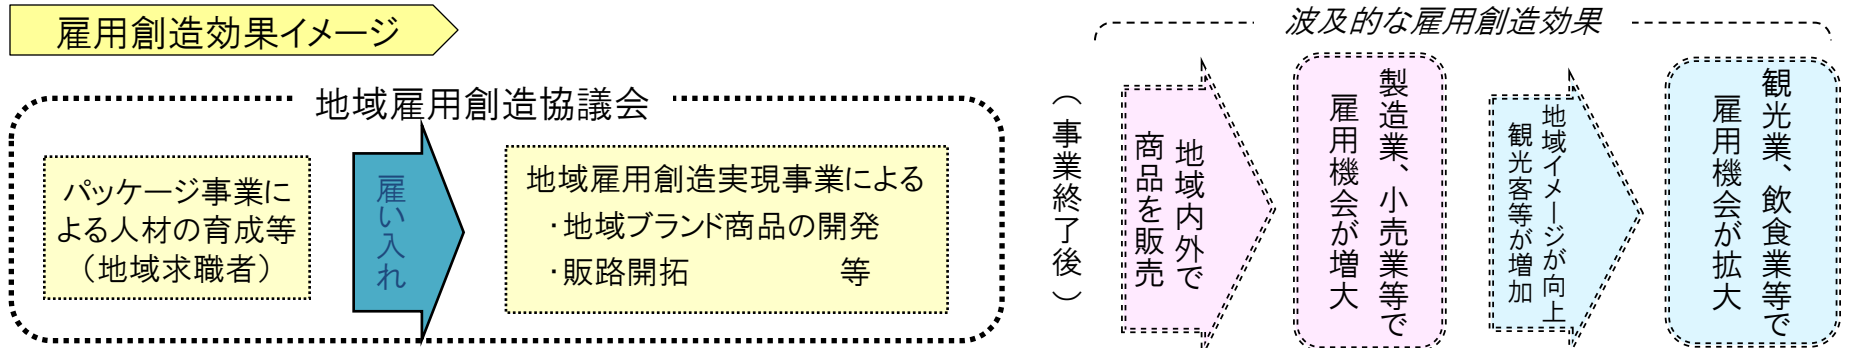 雇用創造効果イメージ
地域雇用創造協議会
パッケージ事業に
よる人材の育成等
（地域求職者）
雇い入れ
地域雇用創造実現事業による
・地域ブランド商品の開発
・販路開拓　　　　　等
（事業終了後）
波及的な雇用創造効果
地域内外で
商品を販売
製造業、小売業等で
雇用機会が増大
地域イメージが向上
観光客等が増加
観光業、飲食業等で
雇用機会が拡大